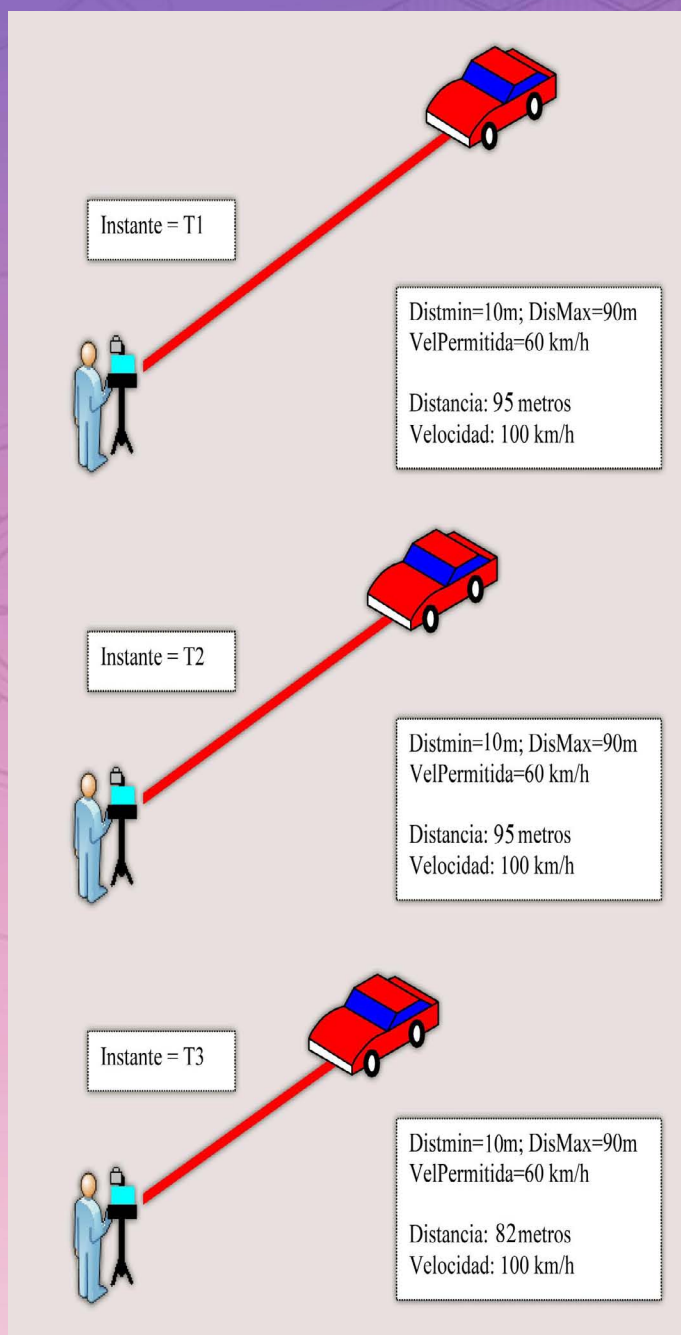 Instante = T1
Distmin=10m; DisMax=90m
VelPermitida=60 km/h
Distancia: 95 metros
Velocidad: 100 km/h
Instante = T2
Distmin=10m; DisMax=90m
VelPermitida=60 km/h
Distancia: 95 metros
Velocidad: 100 km/h
Instante = T3
Distmin=10m; DisMax=90m
VelPermitida=60 km/h
Distancia: 82metros
Velocidad: 100 km/h